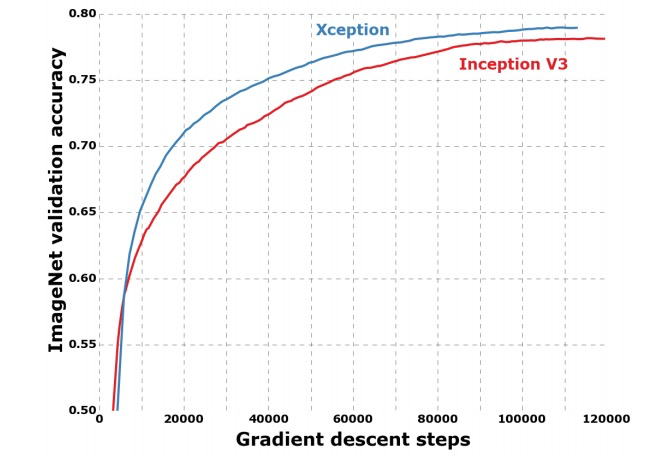 0.80
Xception
0.75
Inception V3
0.70
0.65
0.60
0.55
0.50
ImageNet validation accuracy
0 20000 40000 60000 80000 100000 120000
Gradient descent steps